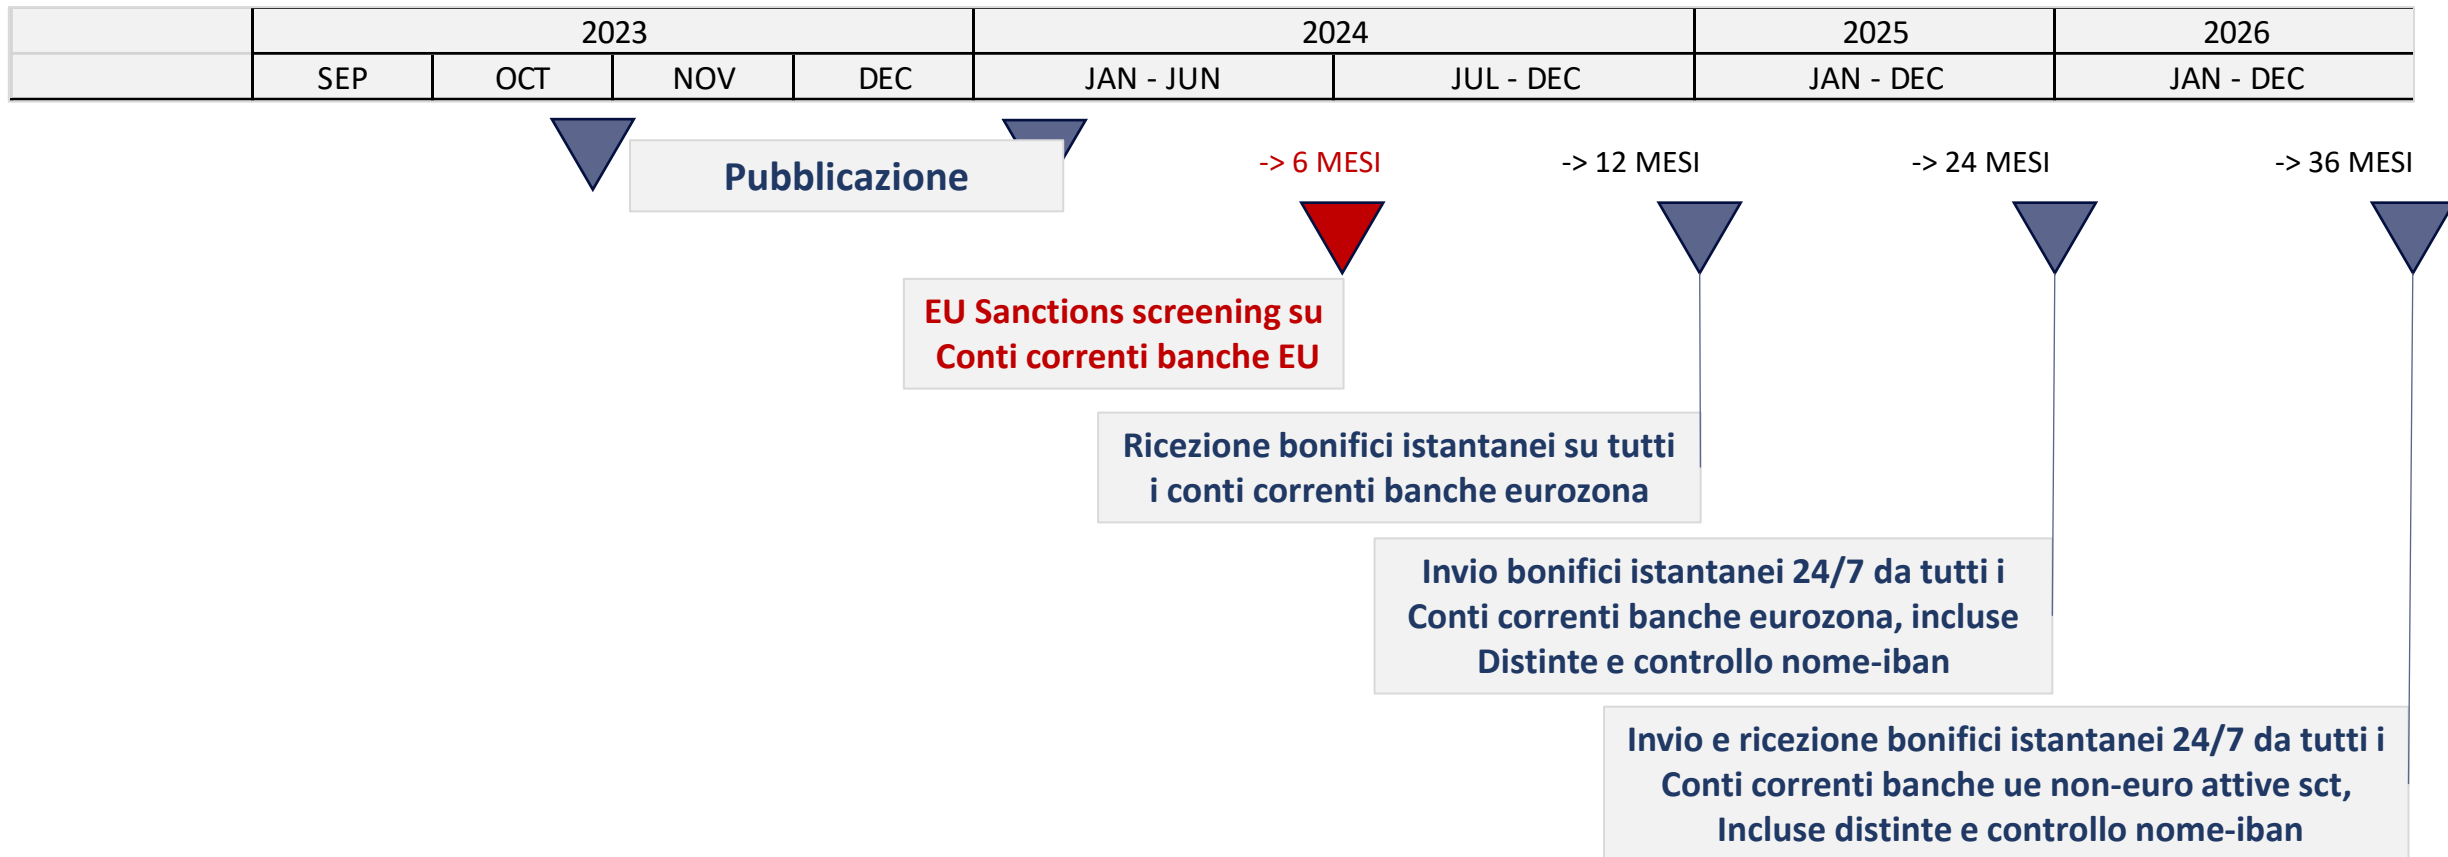 2023 2024 2025 2026
SEP OCT NOV DEC JAN - JUN JUL - DEC JAN - DEC JAN - DEC
Pubblicazione
-> 6 MESI -> 12 MESI -> 24 MESI -> 36 MESI
EU Sanctions screening su
Conti correnti banche EU
Ricezione bonifici istantanei su tutti
i conti correnti banche eurozona
Invio bonifici istantanei 24/7 da tutti i
Conti correnti banche eurozona, incluse
Distinte e controllo nome-iban
Invio e ricezione bonifici istantanei 24/7 da tutti i
Conti correnti banche ue non-euro attive sct,
Incluse distinte e controllo nome-iban